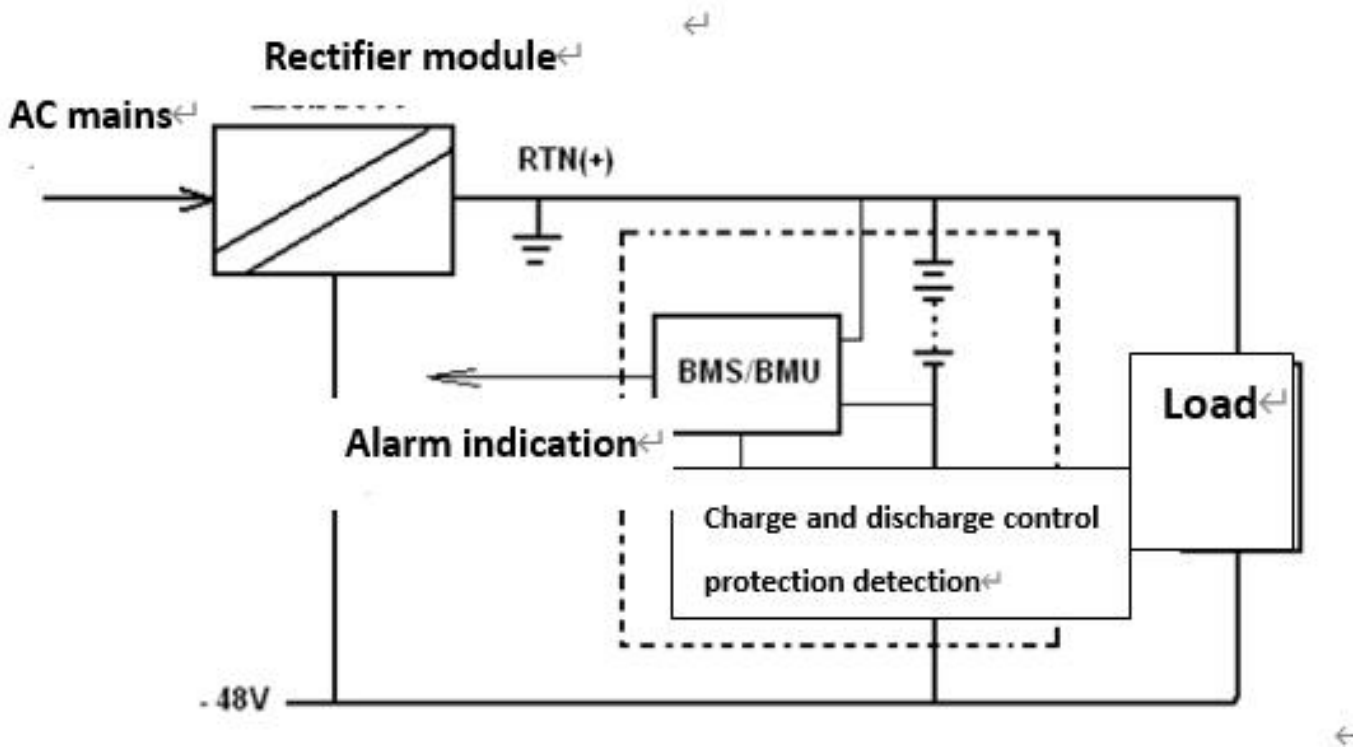 Rectifier module
AC mains
RTN(+)
BMS/BMU
Load
Alarm indication
Charge and discharge control
protection detection
- 48V